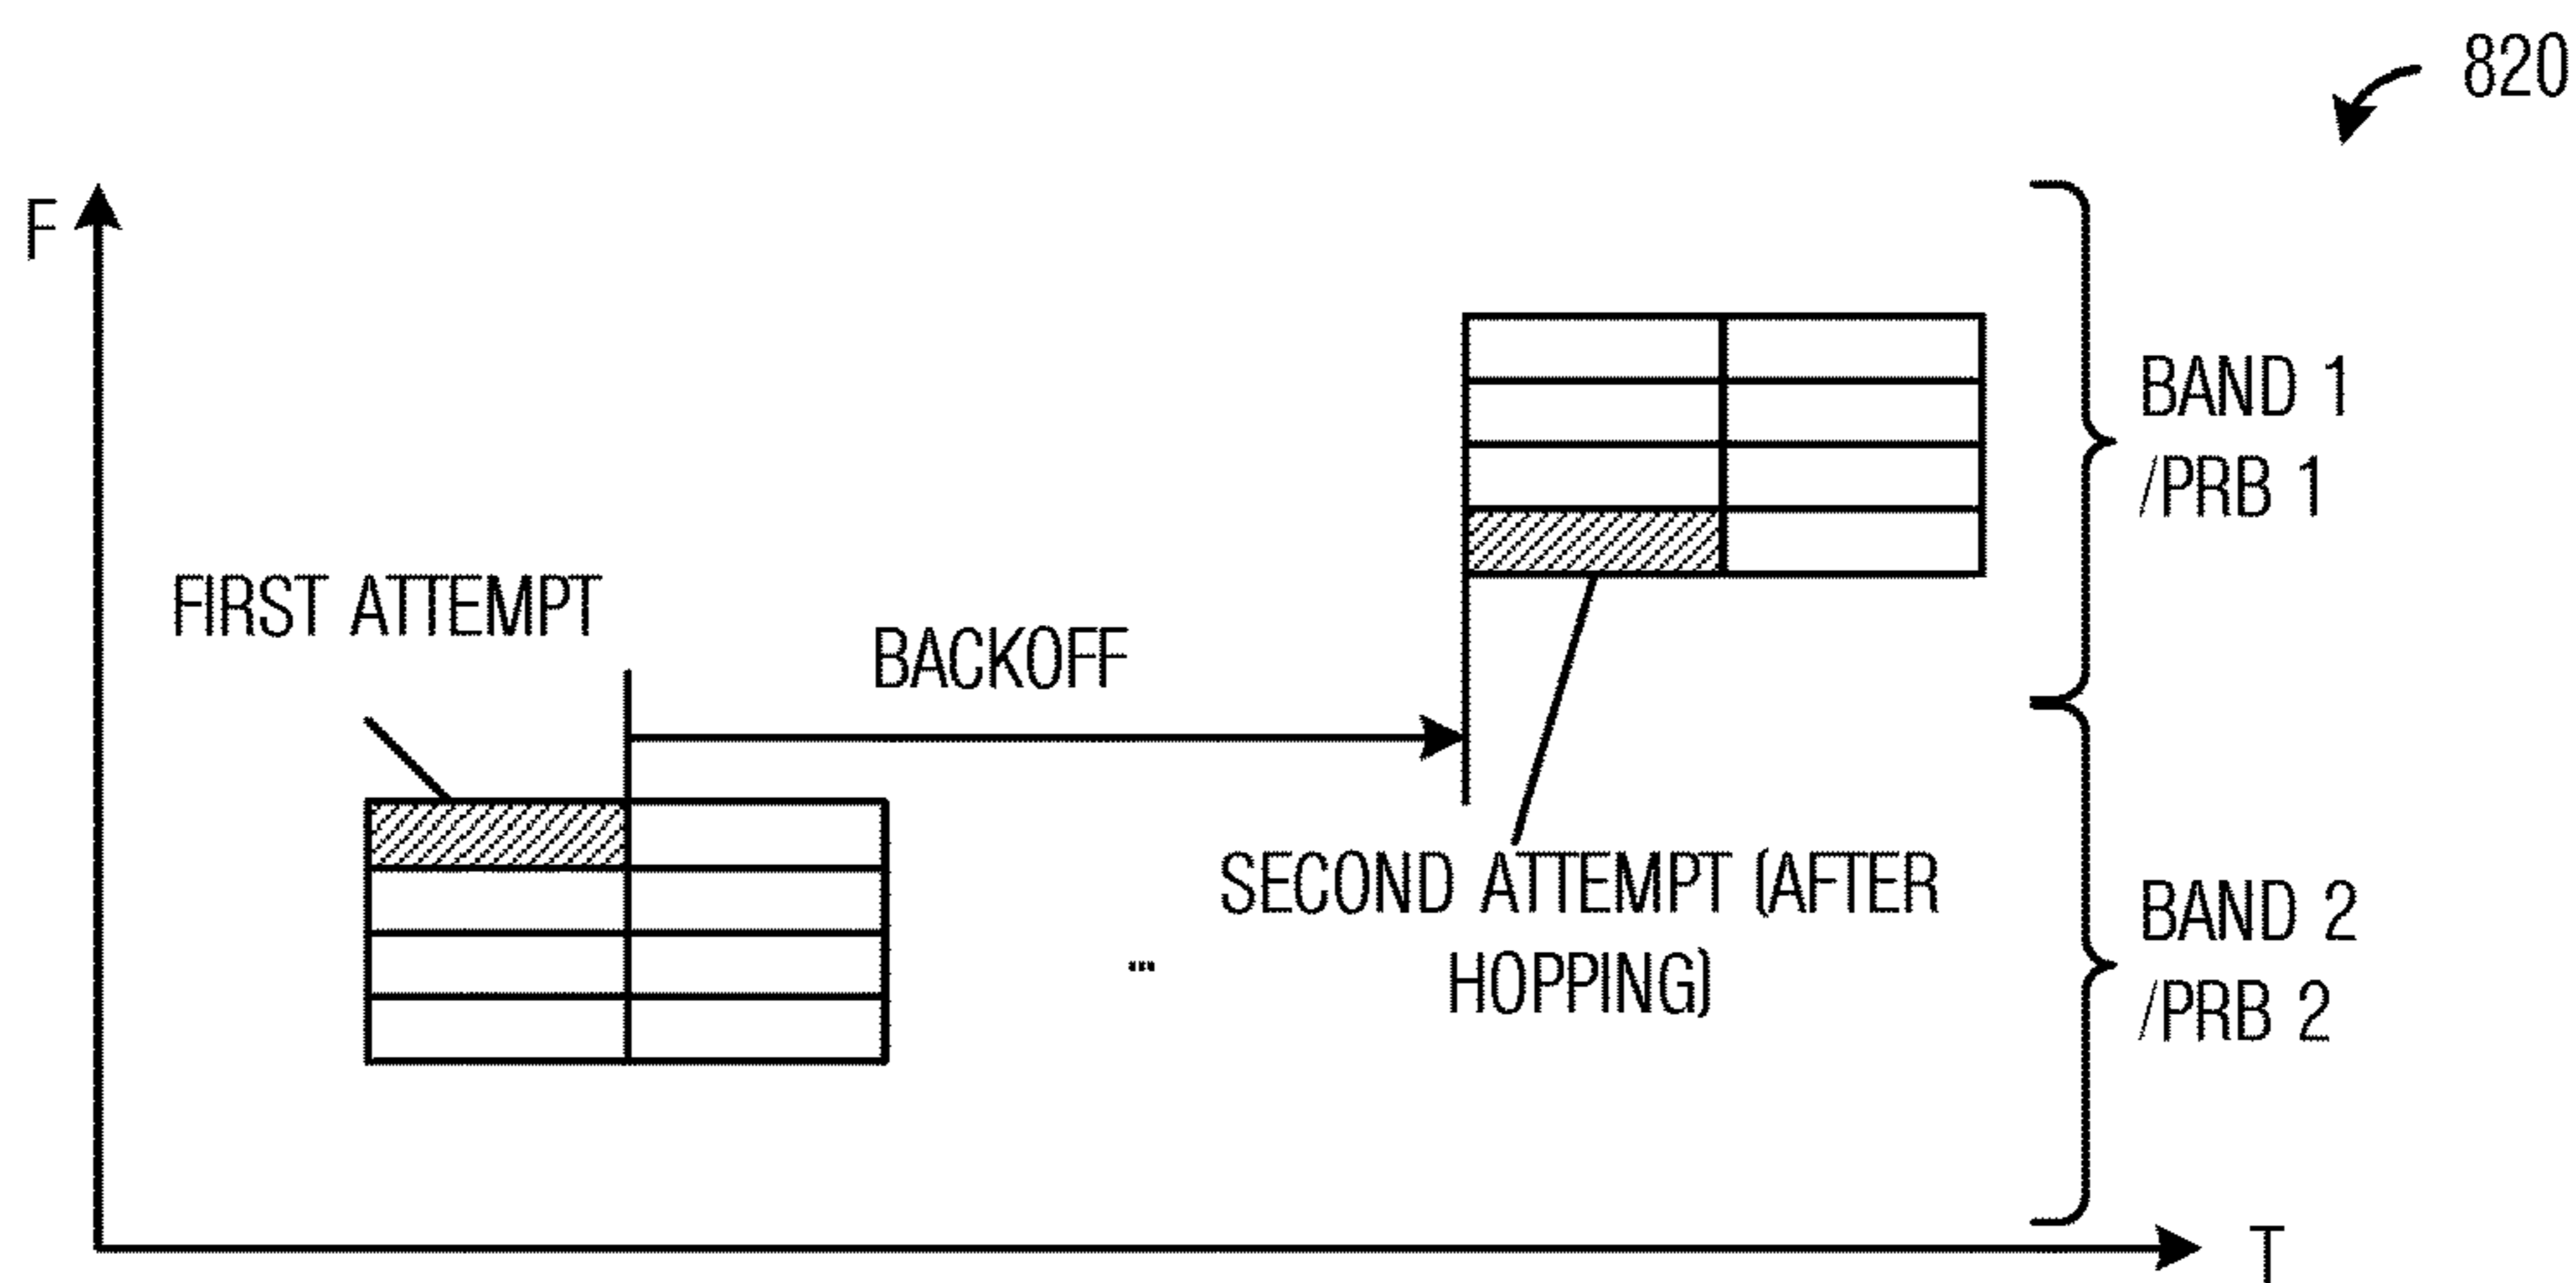 820
F
BAND 1
/PRB 1
FIRST ATTEMPT
BACKOFF
SECOND ATTEMPT (AFTER
HOPPING)
...
BAND 2
/PRB 2
T